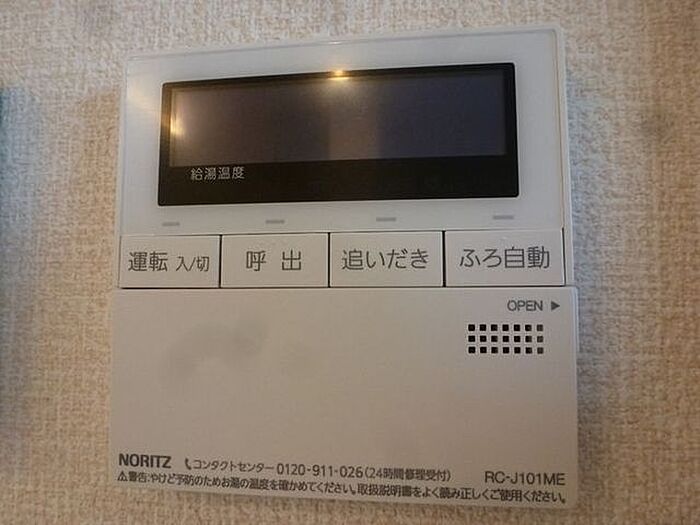 給湯温度
運転 入/切
呼出
追いだき
ふろ自動
OPEN ▶
NORITZ コンタクトセンター 0120-911-026(24時間修理受付) RC-J101ME
⚠警告:やけど予防のためお湯の温度を確かめてください。取扱説明書をよく読み正しくご使用ください。